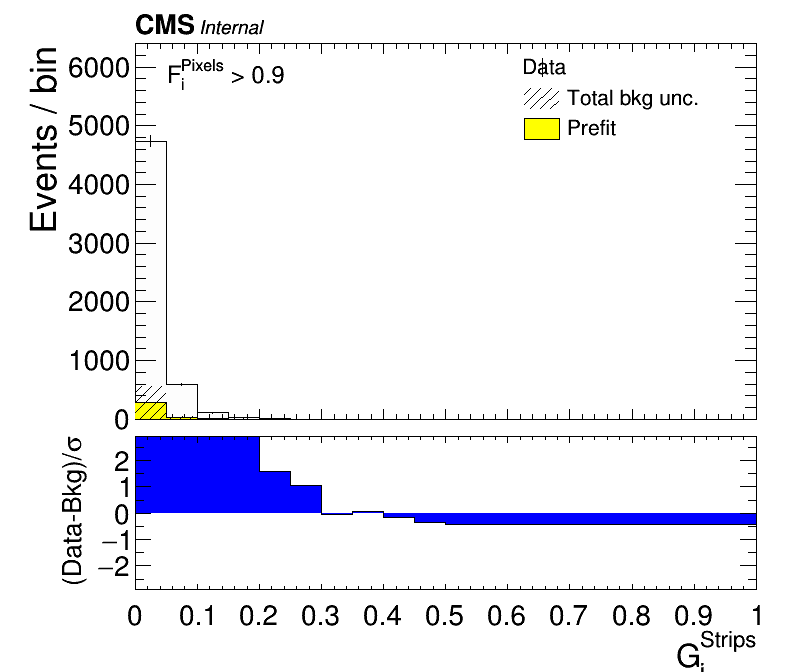 CMS Internal
F_i^Pixels > 0.9
Data
Total bkg unc.
Prefit
Events / bin
6000
5000
4000
3000
2000
1000
0
(Data-Bkg)/σ
2
1
0
−1
−2
0 0.1 0.2 0.3 0.4 0.5 0.6 0.7 0.8 0.9 1
G_i^Strips